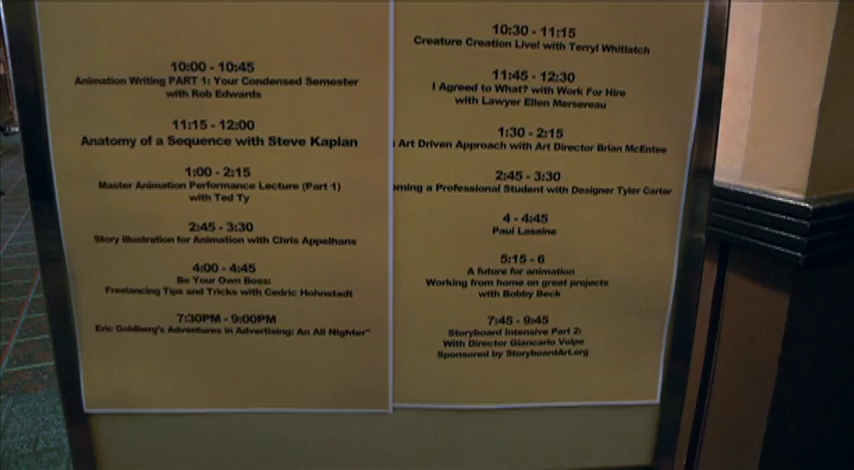 10:00 - 10:45
Animation Writing PART 1: Your Condensed Semester
with Rob Edwards
11:15 - 12:00
Anatomy of a Sequence with Steve Kaplan
1:00 - 2:15
Master Animation Performance Lecture (Part 1)
with Ted Ty
2:45 - 3:30
Story Illustration for Animation with Chris Appelhans
4:00 - 4:45
Be Your Own Boss:
Freelancing Tips and Tricks with Cedric Hohnstadt
7:30PM - 9:00PM
Eric Goldberg's Adventures in Advertising: An All Nighter"
10:30 - 11:15
Creature Creation Live! with Terryl Whitlatch
11:45 - 12:30
I Agreed to What? with Work For Hire
with Lawyer Ellen Mersereau
1:30 - 2:15
Art Driven Approach with Art Director Brian McEntee
2:45 - 3:30
oming a Professional Student with Designer Tyler Carter
4 - 4:45
Paul Lasaine
5:15 - 6
A future for animation
Working from home on great projects
with Bobby Beck
7:45 - 9:45
Storyboard Intensive Part 2:
With Director Giancarlo Volpe
Sponsored by StoryboardArt.org